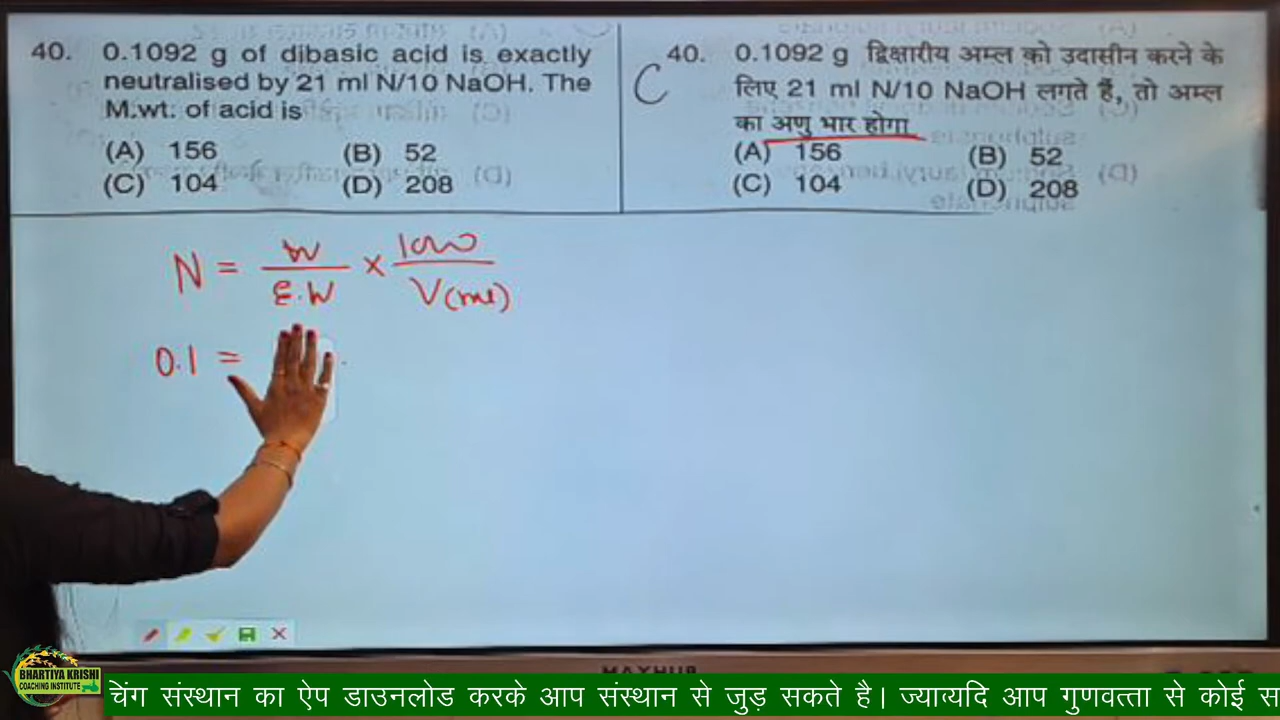 40. 0.1092 g of dibasic acid is exactly
neutralised by 21 ml N/10 NaOH. The
M.wt. of acid is
(A) 156 (B) 52
(C) 104 (D) 208
C
40. 0.1092 g द्विक्षारीय अम्ल को उदासीन करने के
लिए 21 ml N/10 NaOH लगते हैं, तो अम्ल
का अणु भार होगा
(A) 156 (B) 52
(C) 104 (D) 208
N = W / E.W × 1000 / V(ml)
0.1 =
MAXHUB
BHARTIYA KRISHI
COACHING INSTITUTE
चिंग संस्थान का ऐप डाउनलोड करके आप संस्थान से जुड़ सकते है। ज्याय्यदि आप गुणवत्ता से कोई स